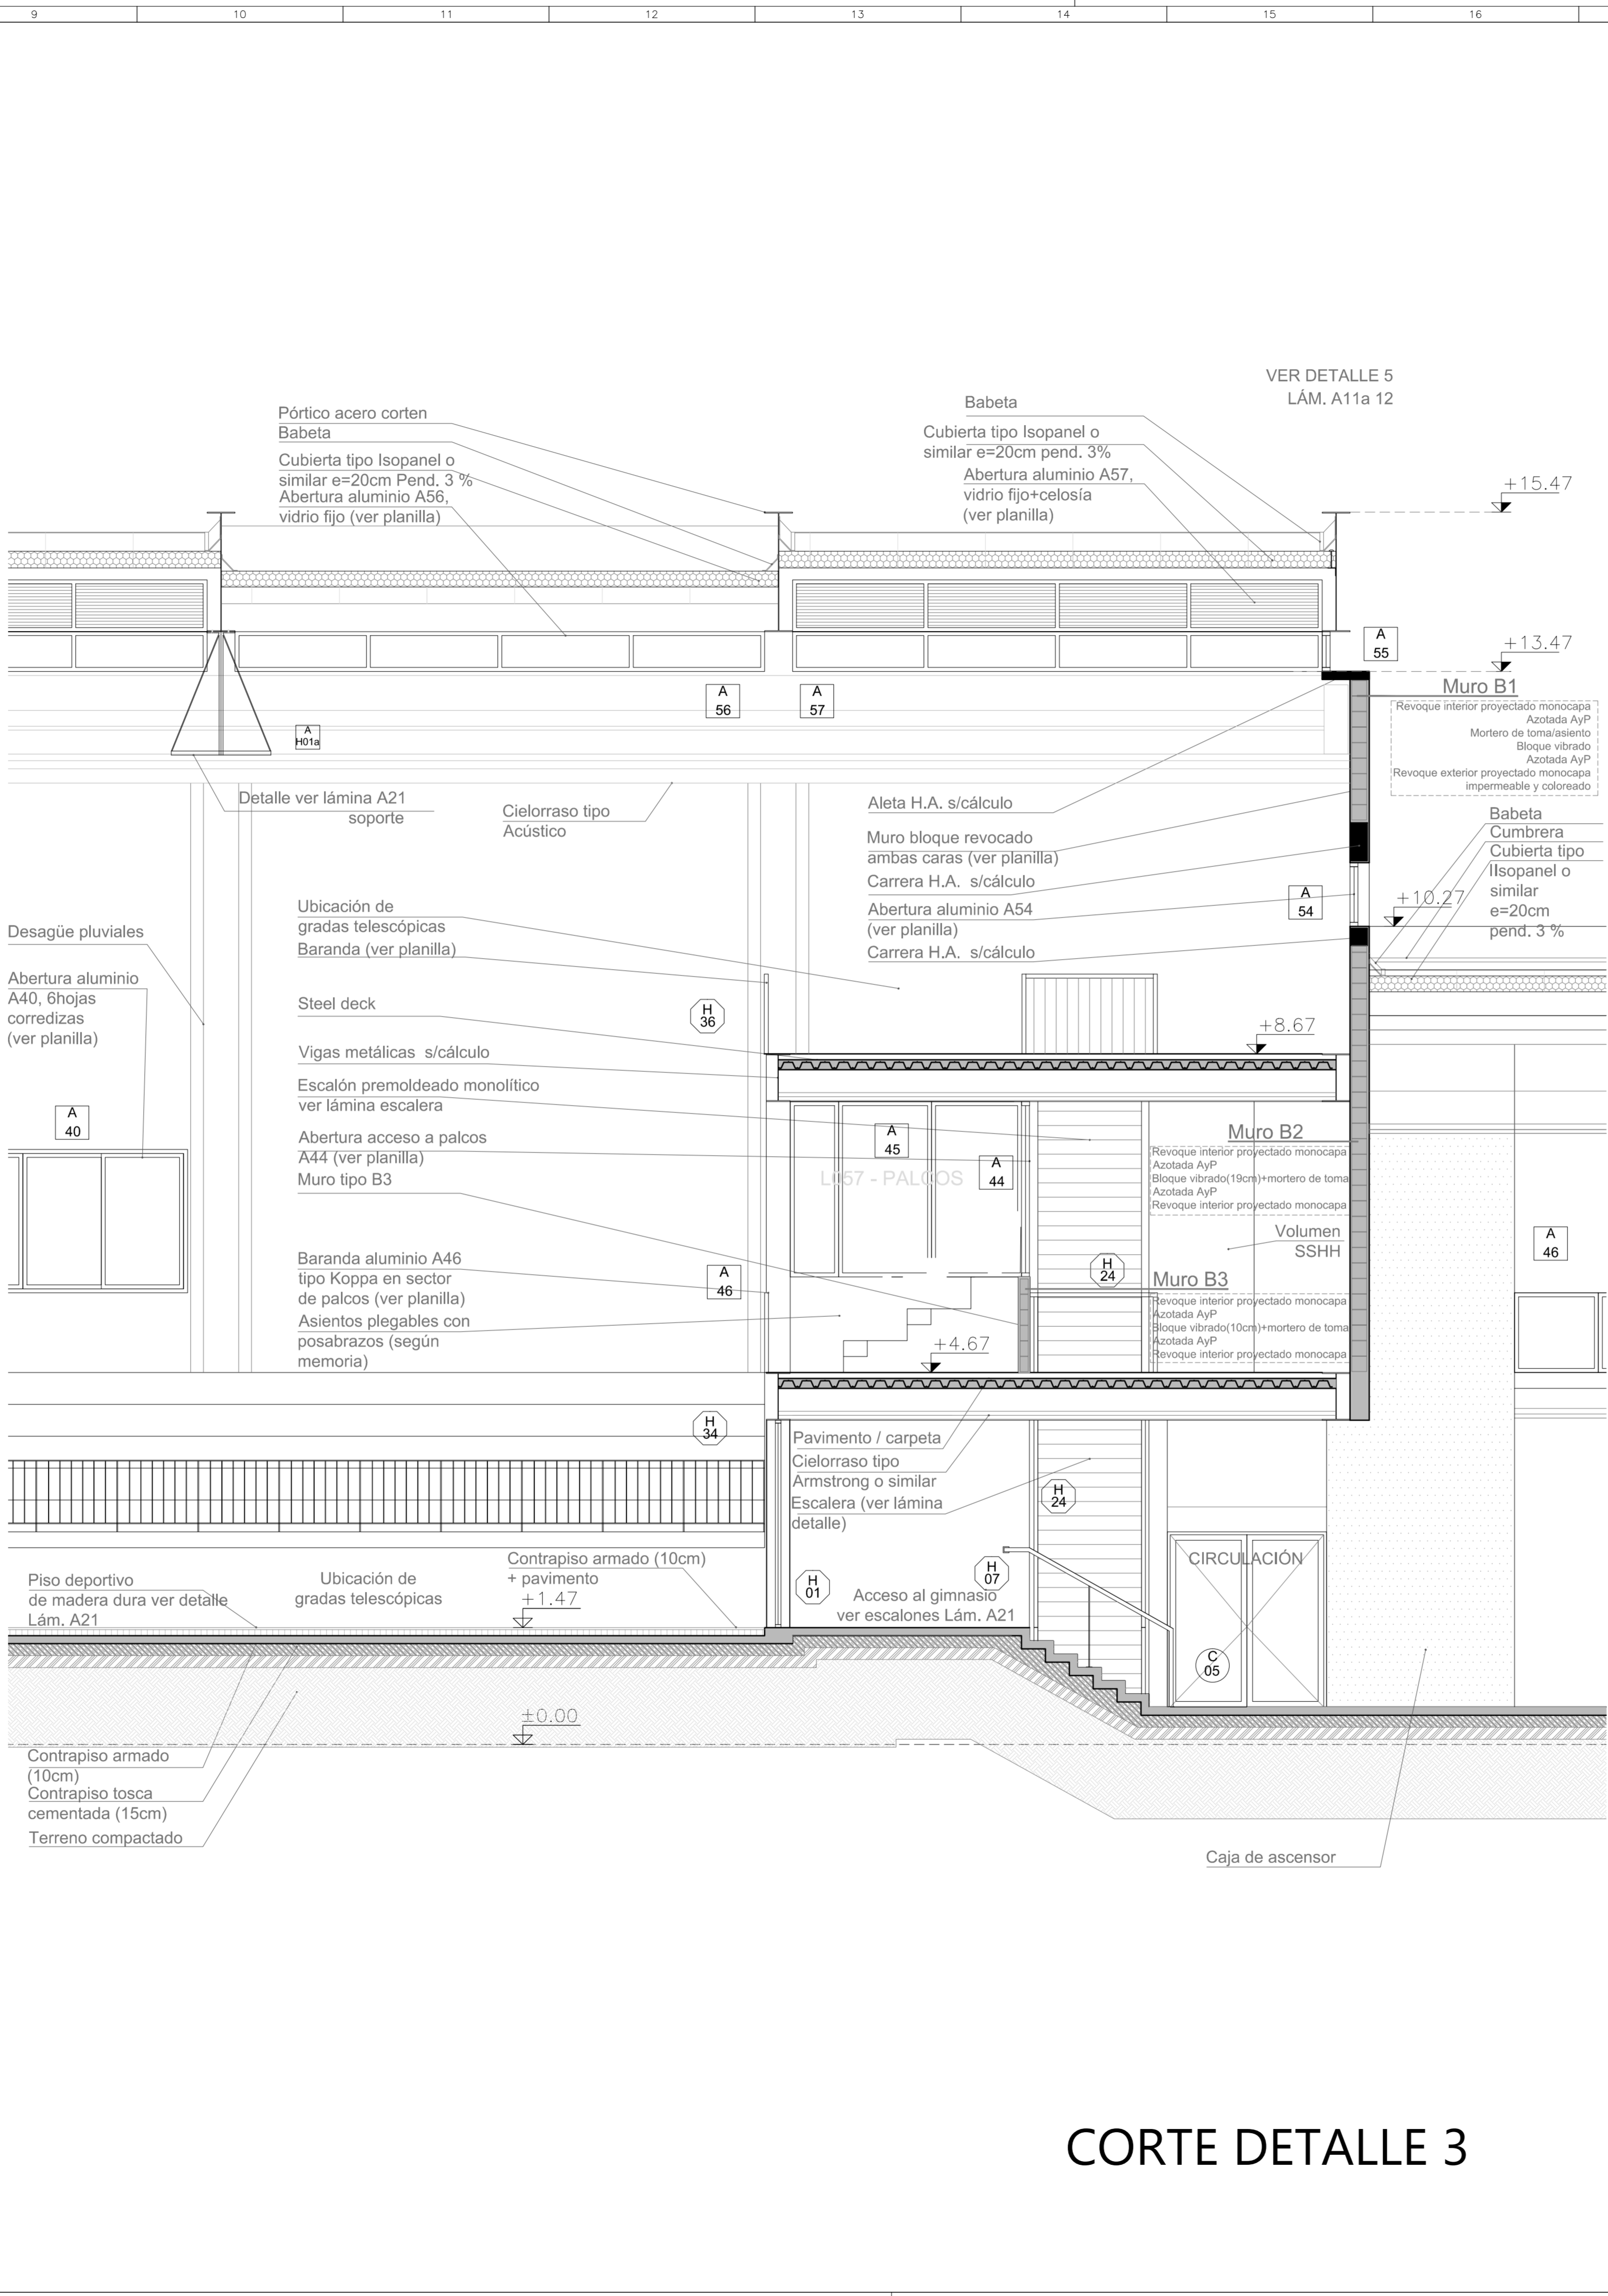 9 10 11 12 13 14 15 16
VER DETALLE 5
LÁM. A11a 12
Pórtico acero corten
Babeta
Cubierta tipo Isopanel o
similar e=20cm Pend. 3 %
Abertura aluminio A56,
vidrio fijo (ver planilla)
Babeta
Cubierta tipo Isopanel o
similar e=20cm pend. 3%
Abertura aluminio A57,
vidrio fijo+celosía
(ver planilla)
+15.47
A
55
+13.47
A
56
A
57
A
H01a
Muro B1
Revoque interior proyectado monocapa
Azotada AyP
Mortero de toma/asiento
Bloque vibrado
Azotada AyP
Revoque exterior proyectado monocapa
impermeable y coloreado
Detalle ver lámina A21
soporte
Cielorraso tipo
Acústico
Aleta H.A. s/cálculo
Muro bloque revocado
ambas caras (ver planilla)
Carrera H.A. s/cálculo
Abertura aluminio A54
(ver planilla)
Carrera H.A. s/cálculo
A
54
Babeta
Cumbrera
Cubierta tipo
IIsopanel o
similar
e=20cm
pend. 3 %
+10.27
Desagüe pluviales
Abertura aluminio
A40, 6hojas
corredizas
(ver planilla)
A
40
Ubicación de
gradas telescópicas
Baranda (ver planilla)
Steel deck
Vigas metálicas s/cálculo
Escalón premoldeado monolítico
ver lámina escalera
Abertura acceso a palcos
A44 (ver planilla)
Muro tipo B3
Baranda aluminio A46
tipo Koppa en sector
de palcos (ver planilla)
Asientos plegables con
posabrazos (según
memoria)
H
36
+8.67
A
45
L057 - PALCOS
A
44
Muro B2
Revoque interior proyectado monocapa
Azotada AyP
Bloque vibrado(19cm)+mortero de toma
Azotada AyP
Revoque interior proyectado monocapa
Volumen
SSHH
A
46
A
46
H
24
Muro B3
Revoque interior proyectado monocapa
Azotada AyP
Bloque vibrado(10cm)+mortero de toma
Azotada AyP
Revoque interior proyectado monocapa
+4.67
H
34
Pavimento / carpeta
Cielorraso tipo
Armstrong o similar
Escalera (ver lámina
detalle)
H
24
Piso deportivo
de madera dura ver detalle
Lám. A21
Ubicación de
gradas telescópicas
Contrapiso armado (10cm)
+ pavimento
+1.47
H
01
H
07
Acceso al gimnasio
ver escalones Lám. A21
CIRCULACIÓN
C
05
±0.00
Contrapiso armado
(10cm)
Contrapiso tosca
cementada (15cm)
Terreno compactado
Caja de ascensor
CORTE DETALLE 3